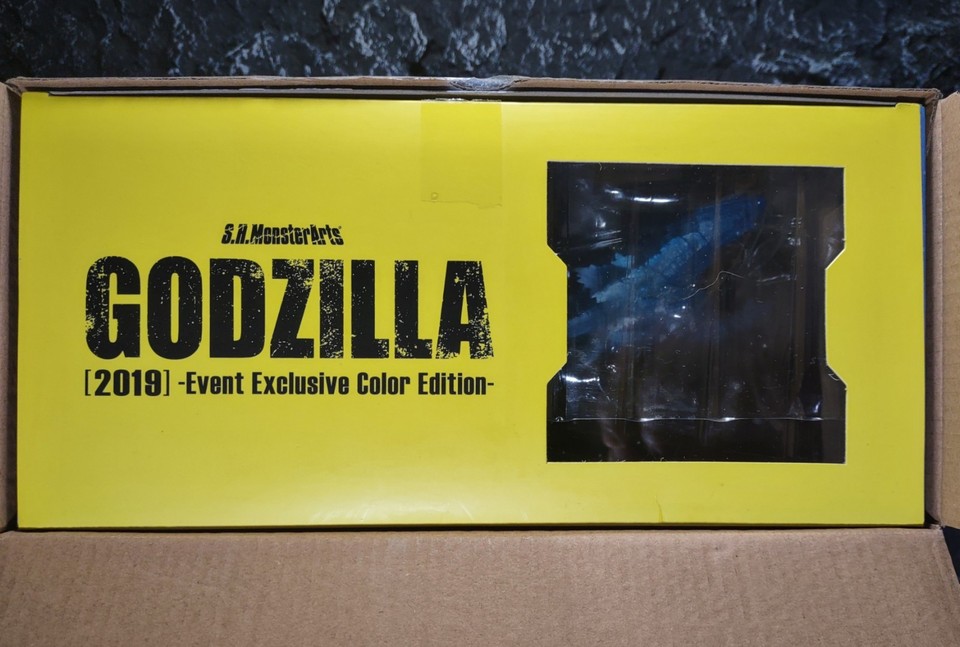 S.H.MonsterArts
GODZILLA
[2019] -Event Exclusive Color Edition-